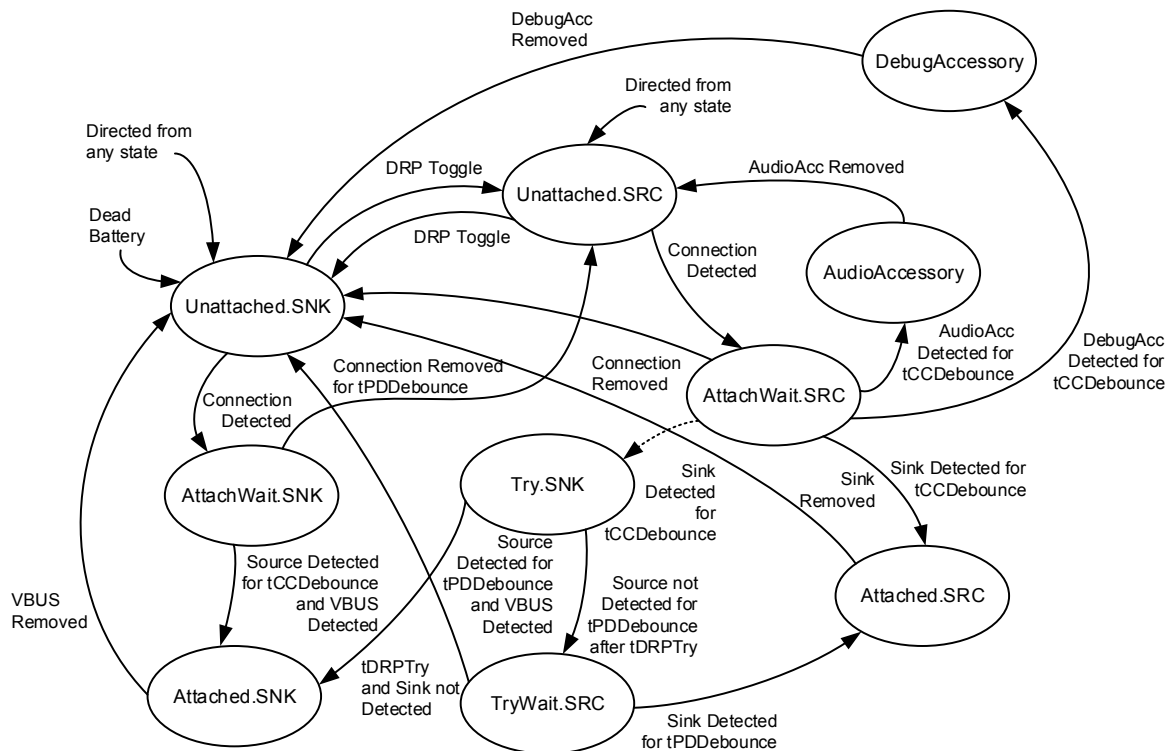 DebugAcc
Removed
DebugAccessory
Directed from
any state
Directed from
any state
DRP Toggle
Unattached.SRC
AudioAcc Removed
Dead
Battery
DRP Toggle
Connection
Detected
AudioAccessory
Unattached.SNK
AudioAcc
Detected for
tCCDebounce
DebugAcc
Detected for
tCCDebounce
Connection Removed
for tPDDebounce
Connection
Removed
AttachWait.SRC
Connection
Detected
AttachWait.SNK
Try.SNK
Sink
Detected
for
tCCDebounce
Sink
Removed
Sink Detected for
tCCDebounce
Source Detected
for tCCDebounce
and VBUS
Detected
Source
Detected for
tPDDebounce
and VBUS
Detected
Source not
Detected for
tPDDebounce
after tDRPTry
Attached.SRC
VBUS
Removed
Attached.SNK
tDRPTry
and Sink not
Detected
TryWait.SRC
Sink Detected
for tPDDebounce